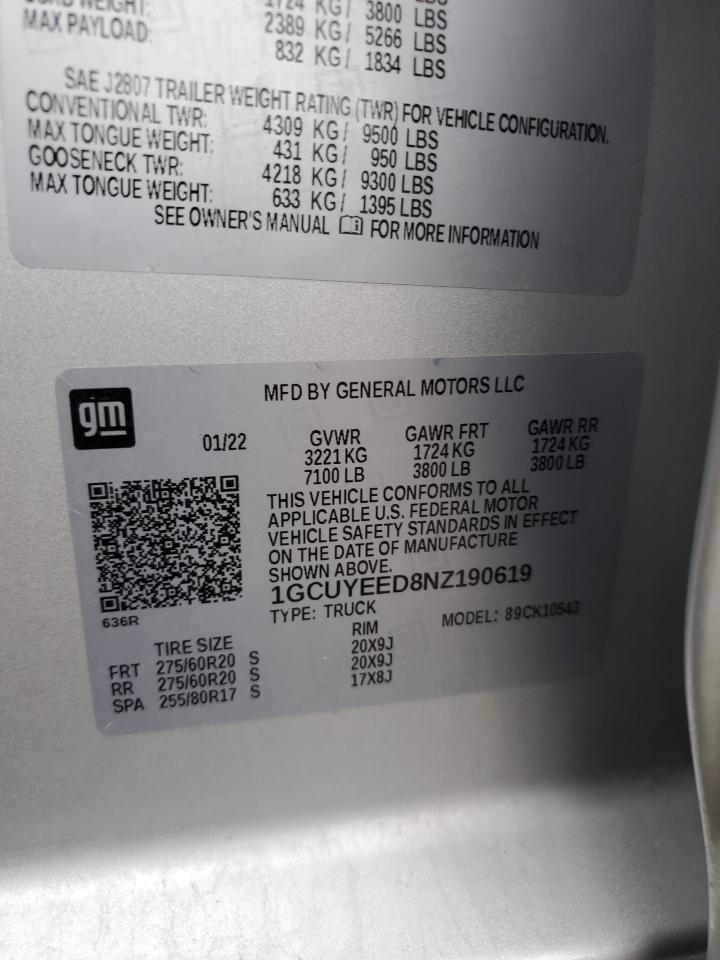 CURB WEIGHT:
1724 KG/ 3800 LBS
2389 KG/ 5266 LBS
MAX PAYLOAD: 832 KG/ 1834 LBS
SAE J2807 TRAILER WEIGHT RATING (TWR) FOR VEHICLE CONFIGURATION.
CONVENTIONAL TWR: 4309 KG/ 9500 LBS
MAX TONGUE WEIGHT: 431 KG/ 950 LBS
GOOSENECK TWR: 4218 KG/ 9300 LBS
MAX TONGUE WEIGHT: 633 KG/ 1395 LBS
SEE OWNER'S MANUAL FOR MORE INFORMATION
gm
MFD BY GENERAL MOTORS LLC
01/22 GVWR GAWR FRT GAWR RR
3221 KG 1724 KG 1724 KG
7100 LB 3800 LB 3800 LB
THIS VEHICLE CONFORMS TO ALL
APPLICABLE U.S. FEDERAL MOTOR
VEHICLE SAFETY STANDARDS IN EFFECT
ON THE DATE OF MANUFACTURE
SHOWN ABOVE.
1GCUYEED8NZ190619
TYPE: TRUCK MODEL: 89CK10543
636R
TIRE SIZE RIM
FRT 275/60R20 S 20X9J
RR 275/60R20 S 20X9J
SPA 255/80R17 S 17X8J